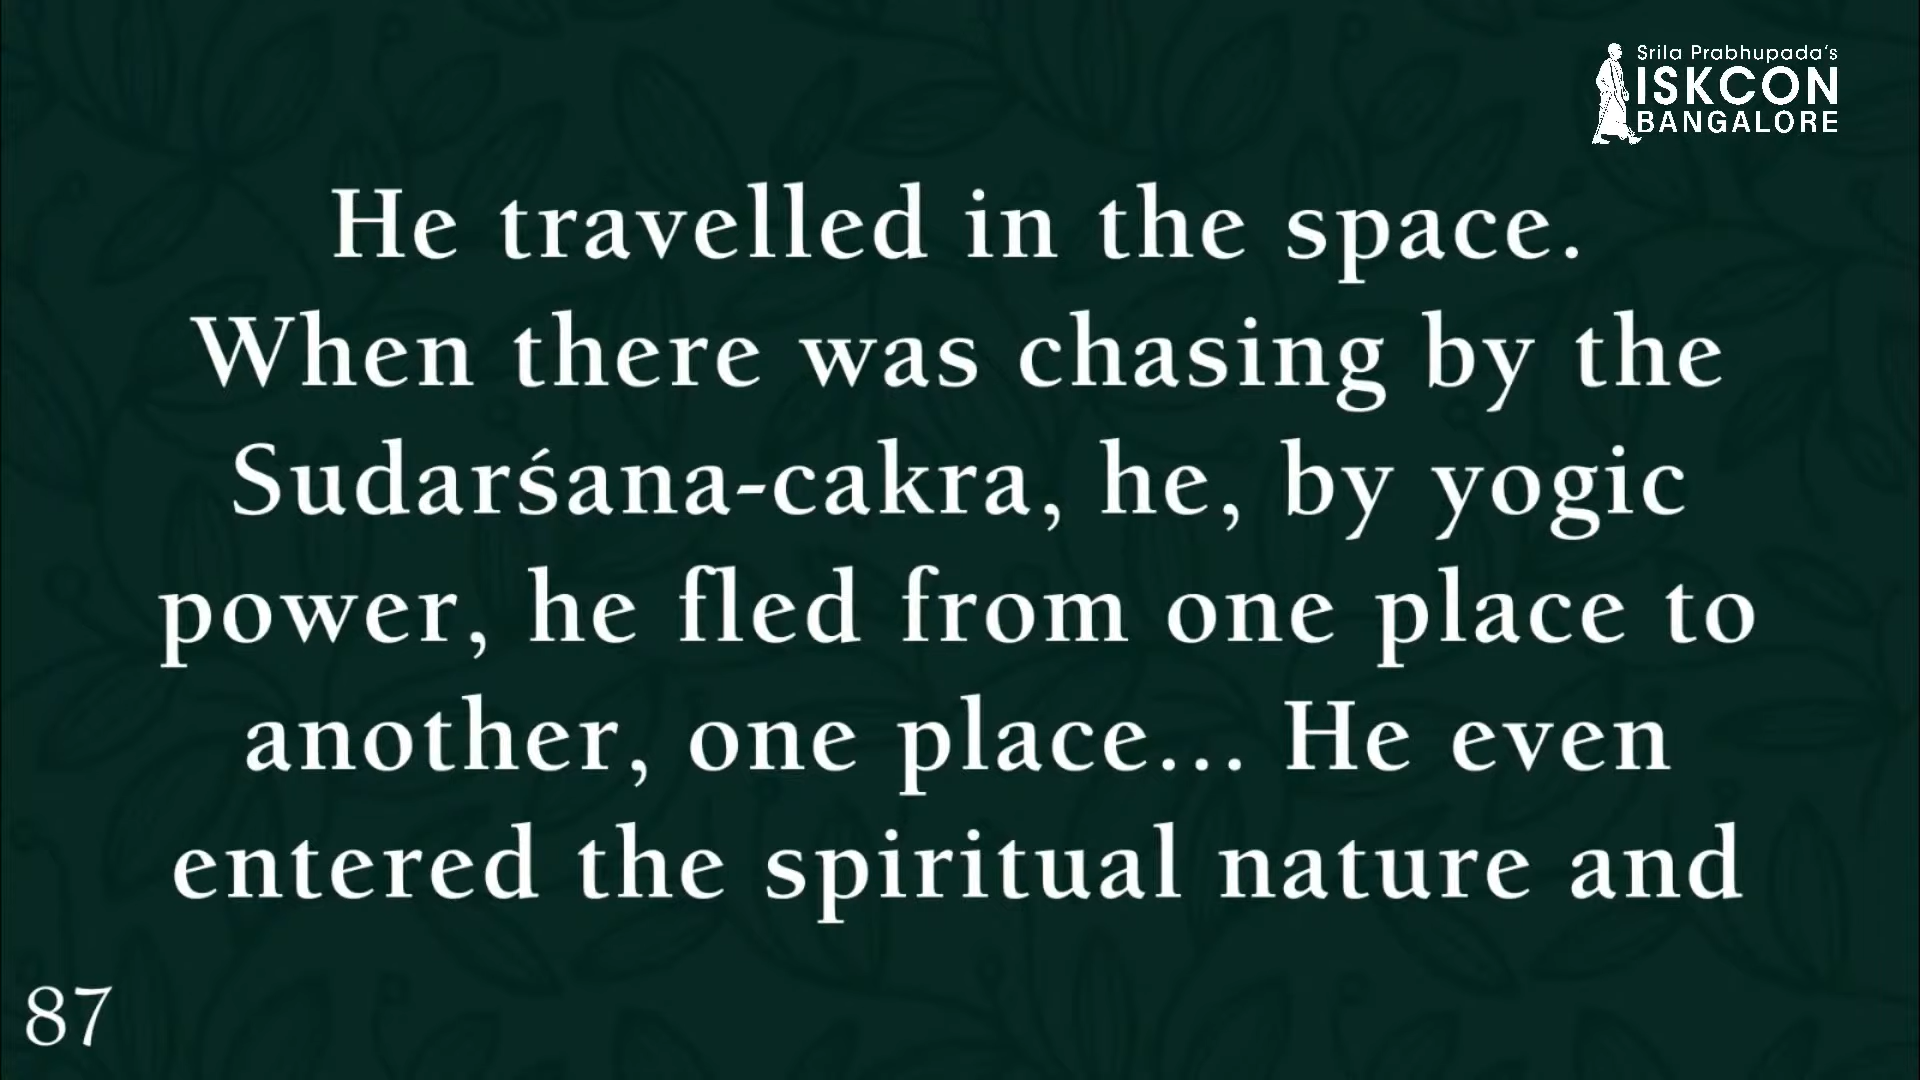 Srila Prabhupada's
ISKCON
BANGALORE
He travelled in the space.
When there was chasing by the
Sudarśana-cakra, he, by yogic
power, he fled from one place to
another, one place... He even
entered the spiritual nature and
87